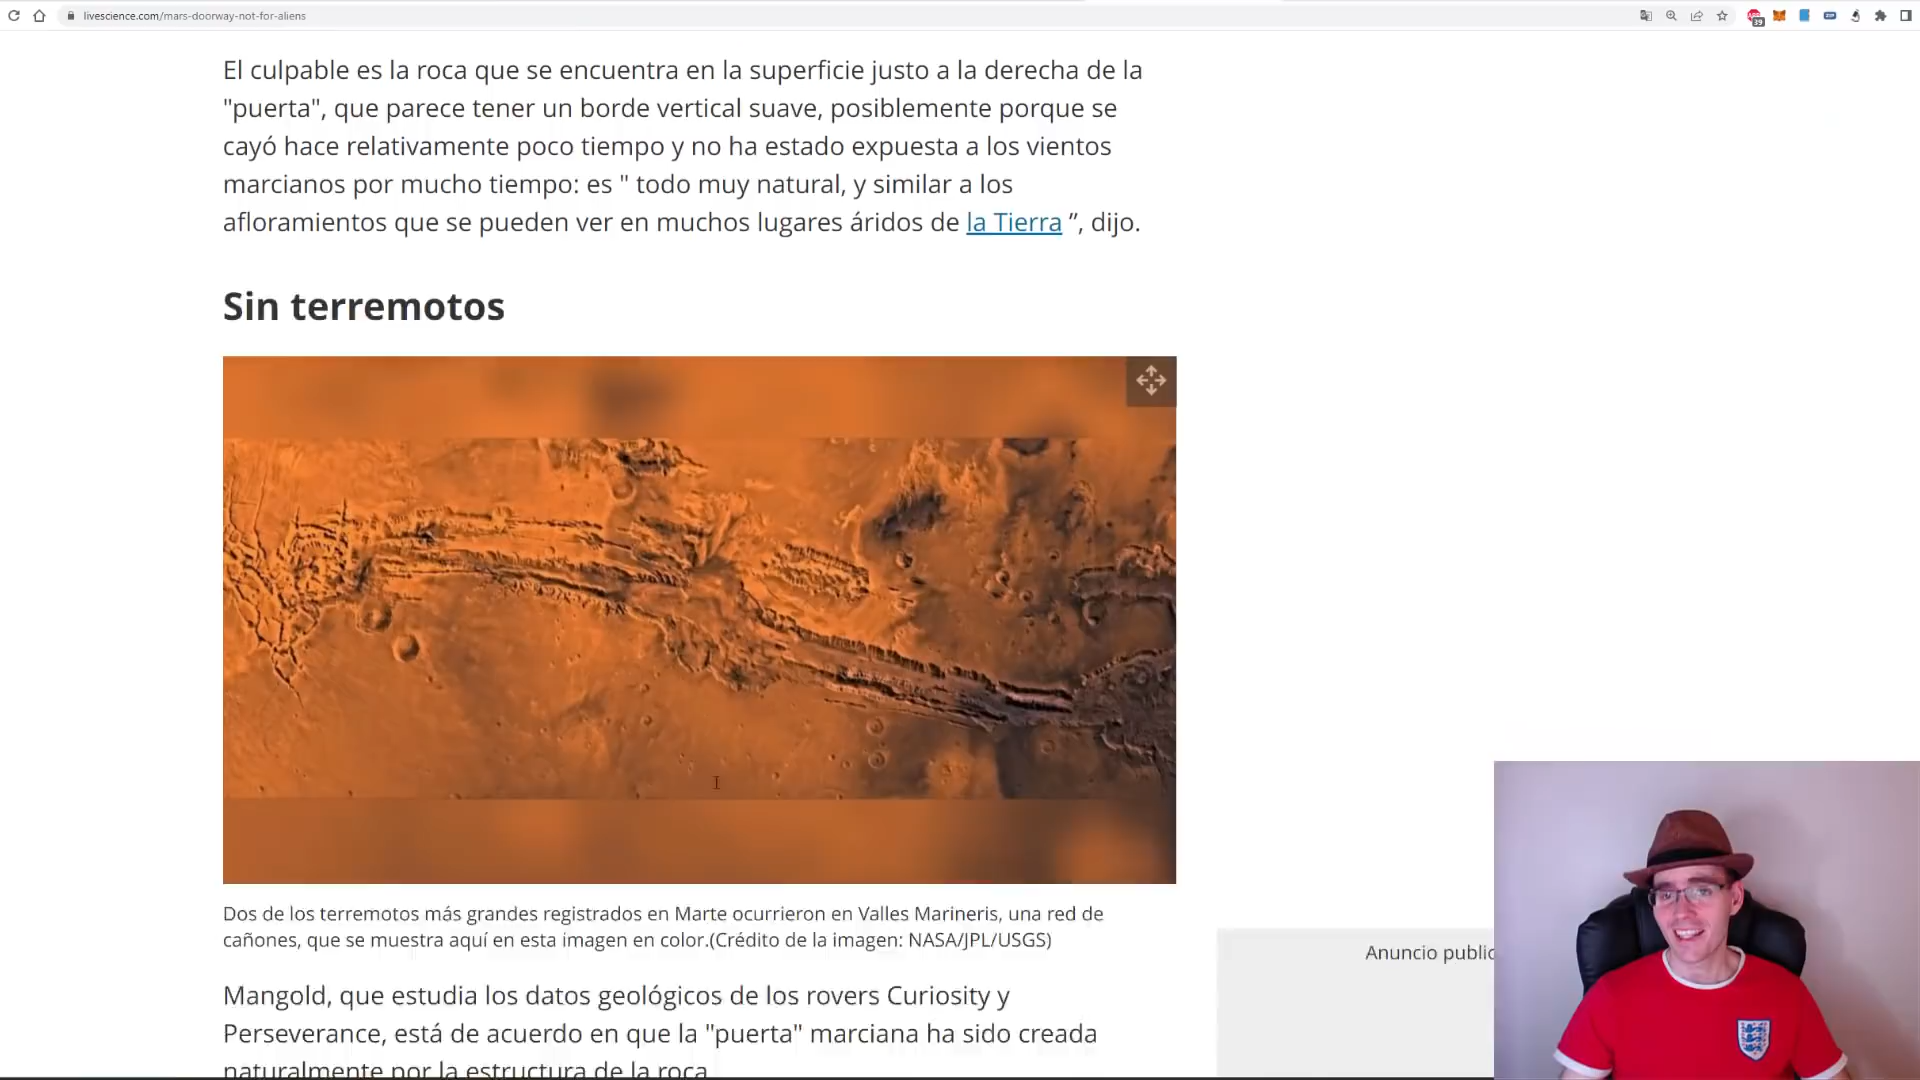 livescience.com/mars-doorway-not-for-aliens
39
El culpable es la roca que se encuentra en la superficie justo a la derecha de la
"puerta", que parece tener un borde vertical suave, posiblemente porque se
cayó hace relativamente poco tiempo y no ha estado expuesta a los vientos
marcianos por mucho tiempo: es " todo muy natural, y similar a los
afloramientos que se pueden ver en muchos lugares áridos de la Tierra ”, dijo.
Sin terremotos
Dos de los terremotos más grandes registrados en Marte ocurrieron en Valles Marineris, una red de
cañones, que se muestra aquí en esta imagen en color.(Crédito de la imagen: NASA/JPL/USGS)
Anuncio public
Mangold, que estudia los datos geológicos de los rovers Curiosity y
Perseverance, está de acuerdo en que la "puerta" marciana ha sido creada
naturalmente por la estructura de la roca.